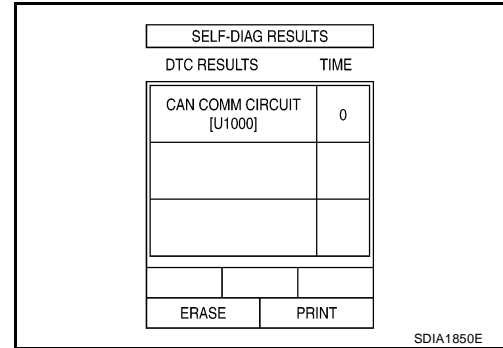 SELF-DIAG RESULTS
DTC RESULTS TIME
CAN COMM CIRCUIT 0
[U1000]
ERASE PRINT
SDIA1850E